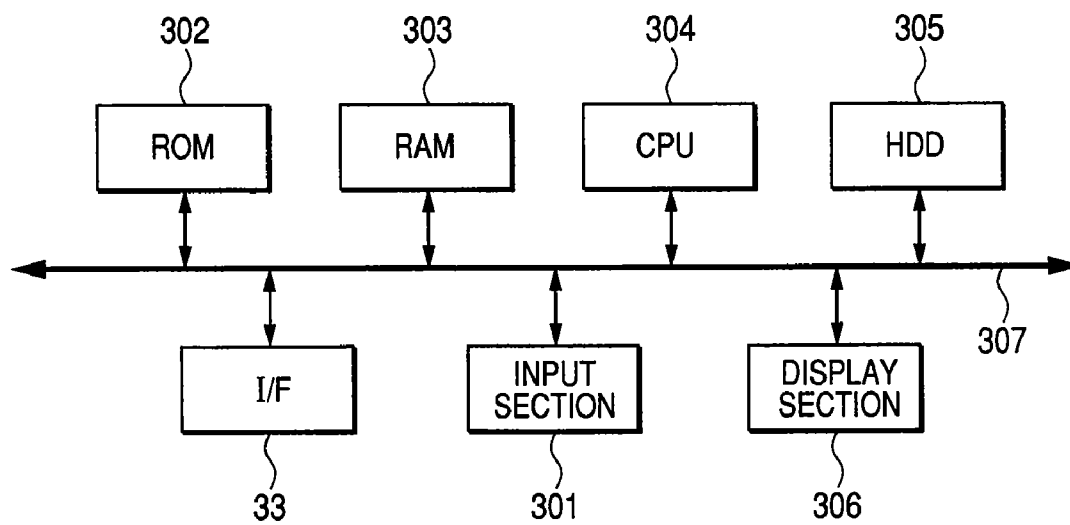 302
303
304
305
ROM
RAM
CPU
HDD
307
I/F
INPUT
SECTION
DISPLAY
SECTION
33
301
306